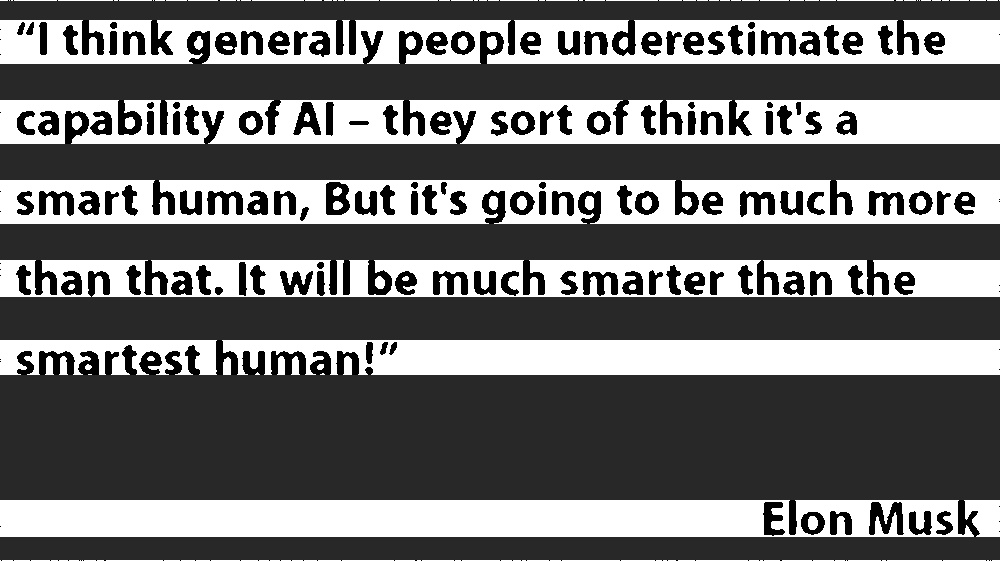 “I think generally people underestimate the
capability of AI – they sort of think it's a
smart human, But it's going to be much more
than that. It will be much smarter than the
smartest human!”
Elon Musk